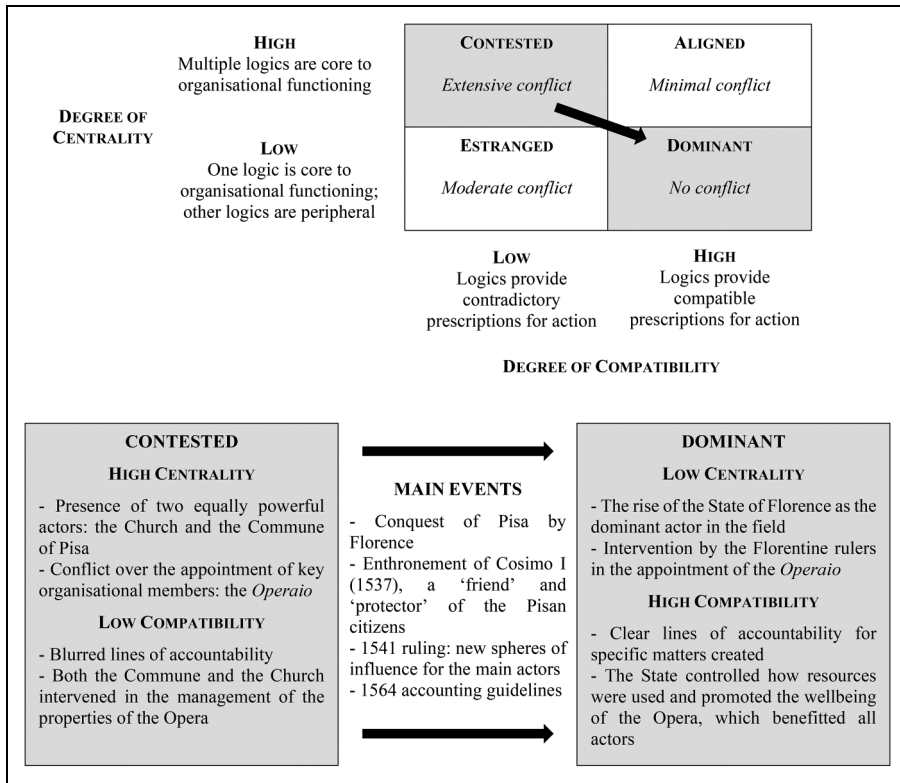 HIGH
Multiple logics are core to
organisational functioning
CONTESTED
Extensive conflict
ALIGNED
Minimal conflict
DEGREE OF
CENTRALITY
LOW
One logic is core to
organisational functioning;
other logics are peripheral
ESTRANGED
Moderate conflict
DOMINANT
No conflict
LOW
Logics provide
contradictory
prescriptions for action
HIGH
Logics provide
compatible
prescriptions for action
DEGREE OF COMPATIBILITY
CONTESTED
HIGH CENTRALITY
- Presence of two equally powerful
actors: the Church and the Commune
of Pisa
- Conflict over the appointment of key
organisational members: the Operaio
LOW COMPATIBILITY
- Blurred lines of accountability
- Both the Commune and the Church
intervened in the management of the
properties of the Opera
MAIN EVENTS
- Conquest of Pisa by
Florence
- Enthronement of Cosimo I
(1537), a ‘friend’ and
‘protector’ of the Pisan
citizens
- 1541 ruling: new spheres of
influence for the main actors
- 1564 accounting guidelines
DOMINANT
LOW CENTRALITY
- The rise of the State of Florence as the
dominant actor in the field
- Intervention by the Florentine rulers
in the appointment of the Operaio
HIGH COMPATIBILITY
- Clear lines of accountability for
specific matters created
- The State controlled how resources
were used and promoted the wellbeing
of the Opera, which benefitted all
actors